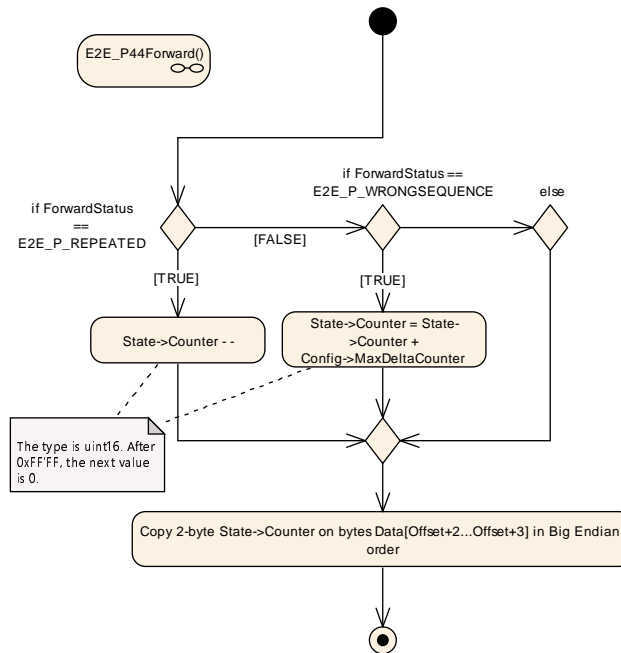 E2E_P44Forward()
if ForwardStatus ==
E2E_P_WRONGSEQUENCE
else
if ForwardStatus
==
E2E_P_REPEATED
[FALSE]
[TRUE]
[TRUE]
State->Counter - -
State->Counter = State-
>Counter +
Config->MaxDeltaCounter
The type is uint16. After
0xFF'FF, the next value
is 0.
Copy 2-byte State->Counter on bytes Data[Offset+2...Offset+3] in Big Endian
order